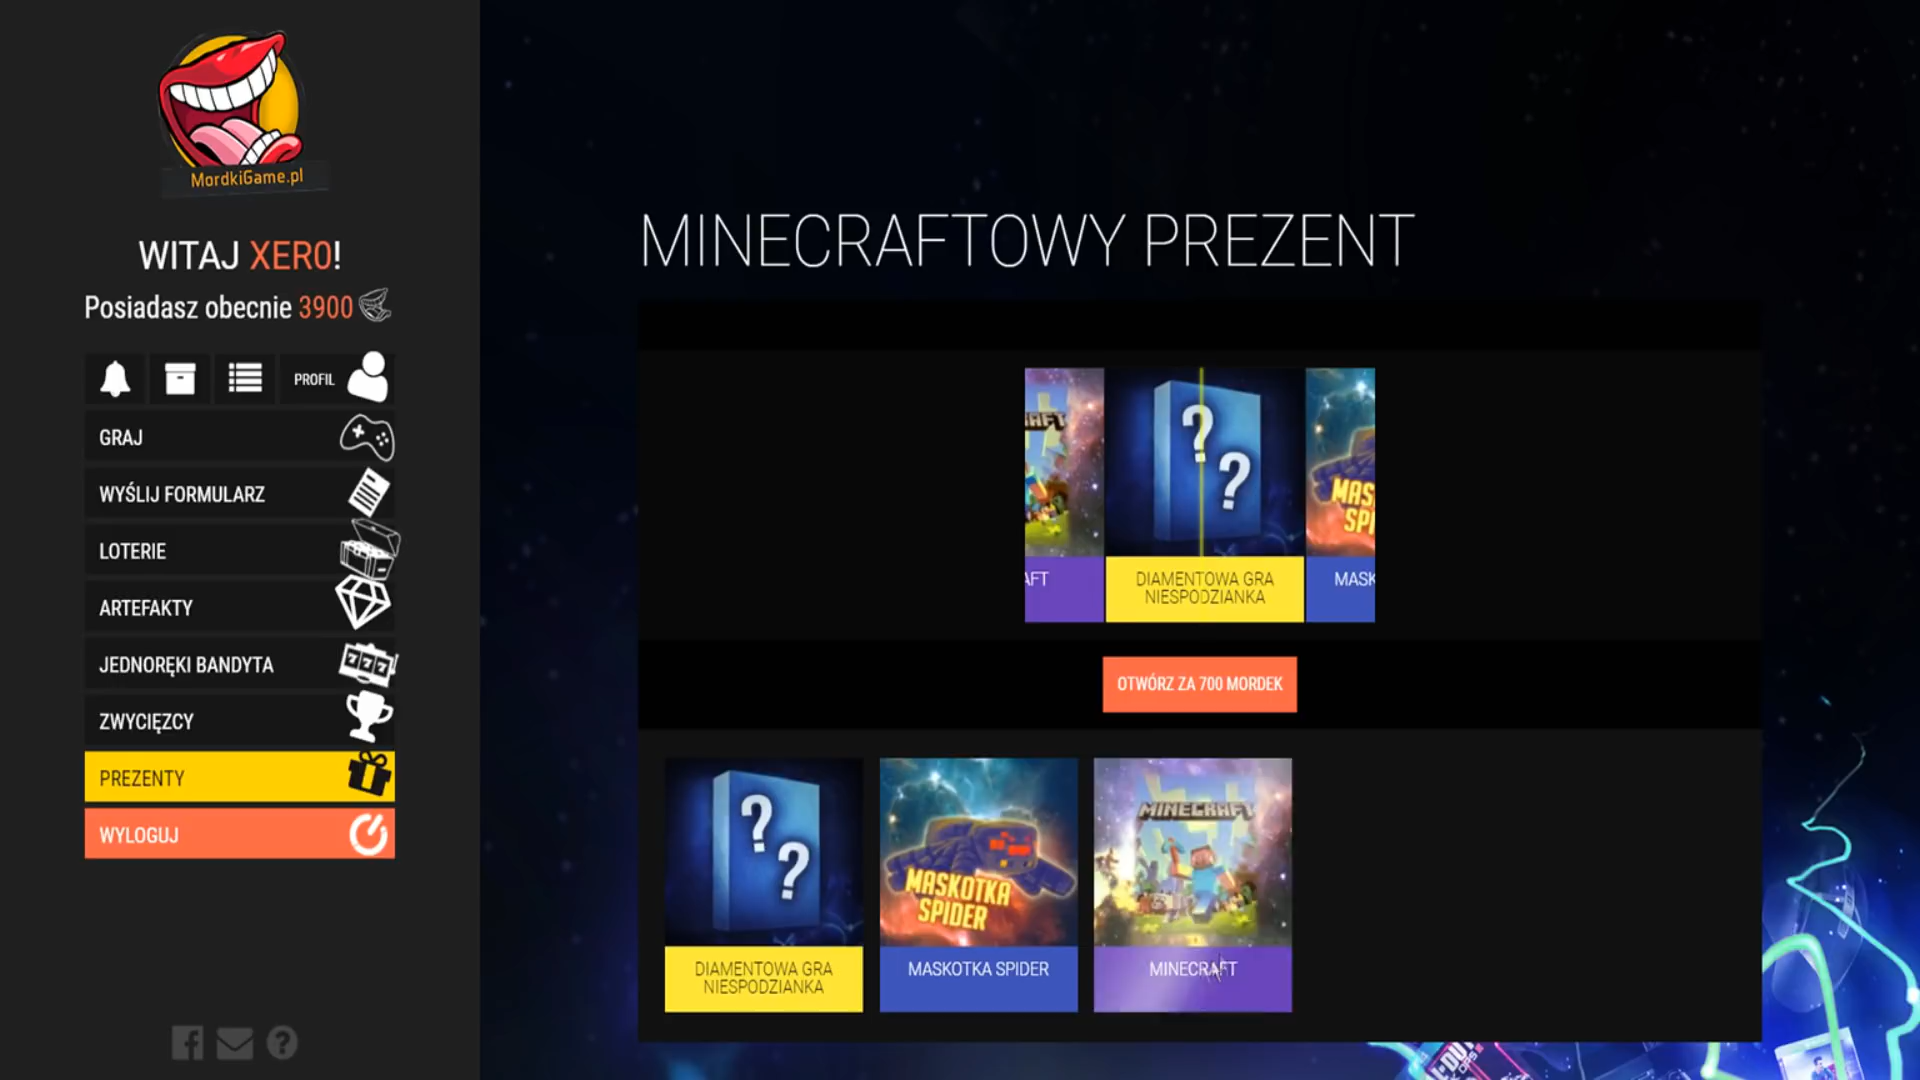 MordkiGame.pl
WITAJ XERO!
Posiadasz obecnie 3900
PROFIL
GRAJ
WYŚLIJ FORMULARZ
LOTERIE
ARTEFAKTY
JEDNORĘKI BANDYTA
777
ZWYCIĘZCY
PREZENTY
WYLOGUJ
MINECRAFTOWY PREZENT
? ?
AFT
DIAMENTOWA GRA
NIESPODZIANKA
MASK
OTWÓRZ ZA 700 MORDEK
? ?
MASKOTKA
SPIDER
MINECRAFT
DIAMENTOWA GRA
NIESPODZIANKA
MASKOTKA SPIDER
MINECRAFT